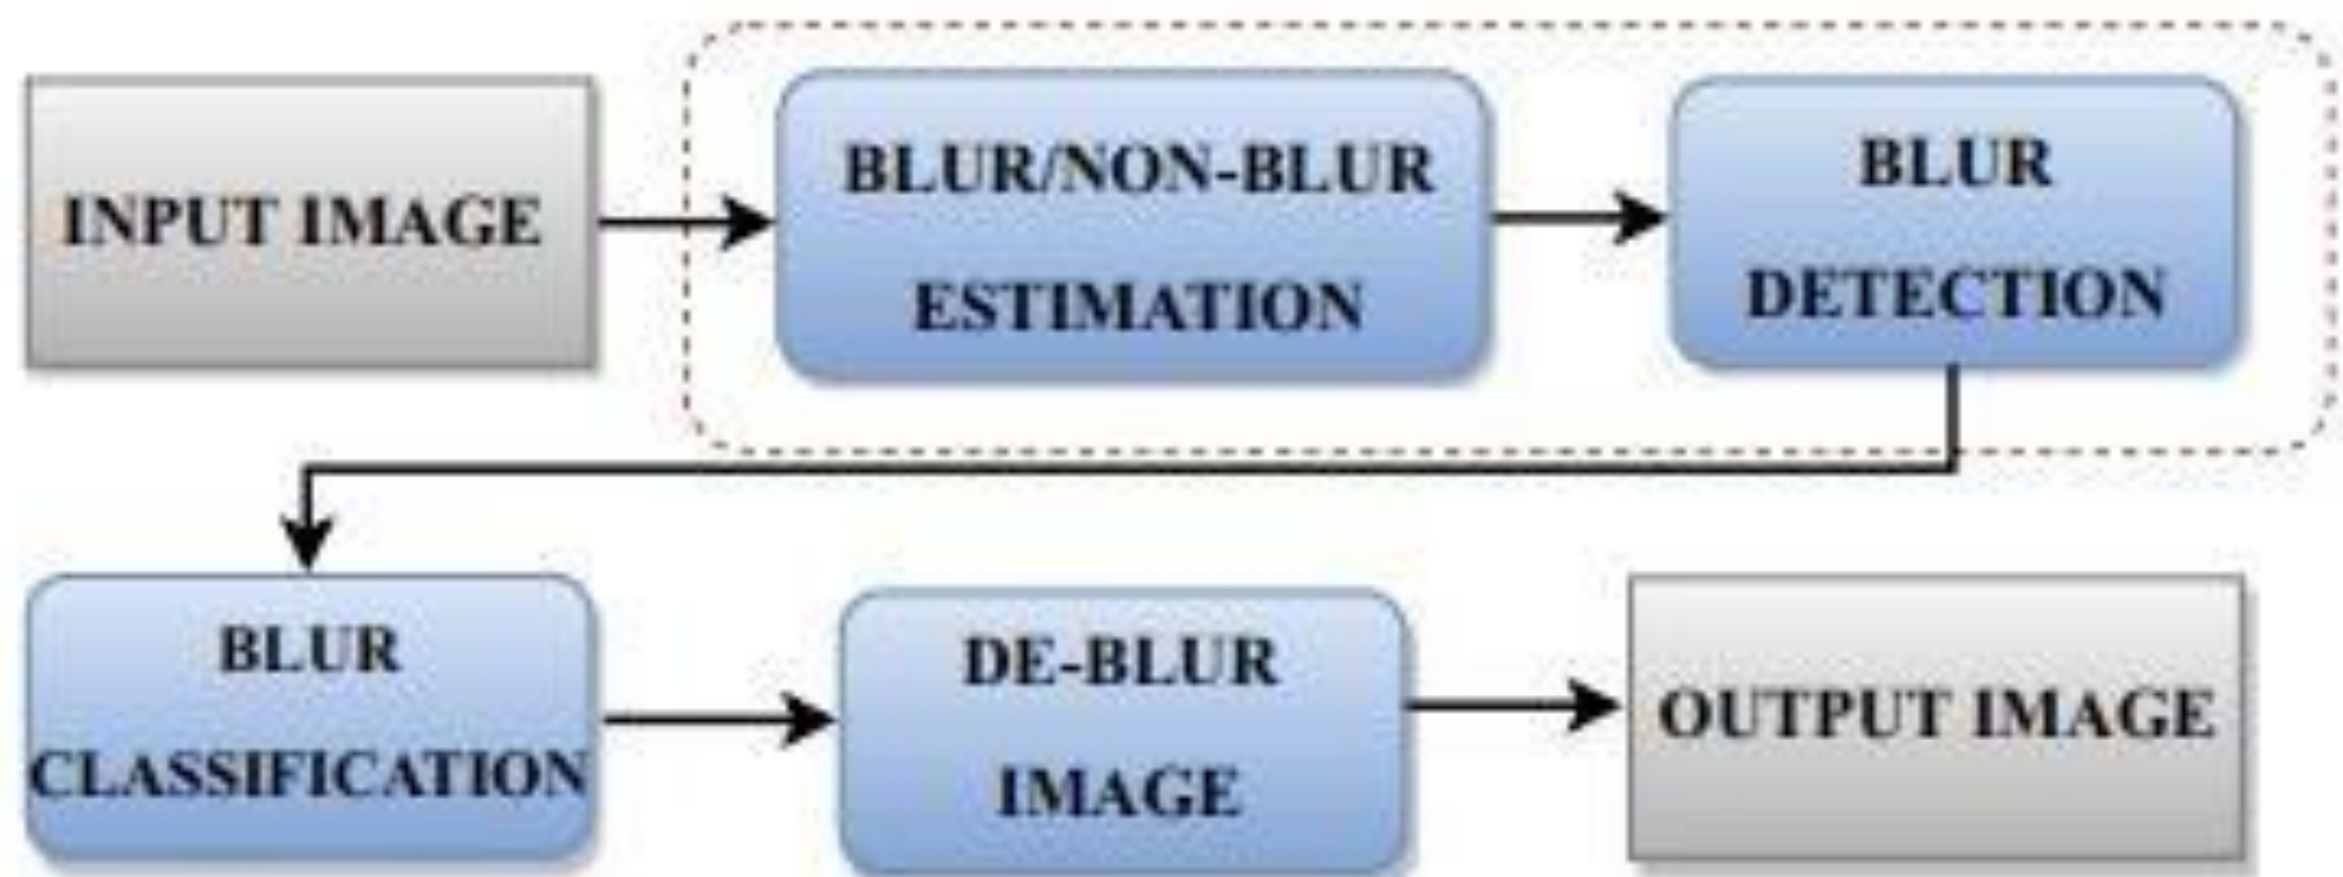 INPUT IMAGE
BLUR/NON-BLUR
ESTIMATION
BLUR
DETECTION
BLUR
CLASSIFICATION
DE-BLUR
IMAGE
OUTPUT IMAGE